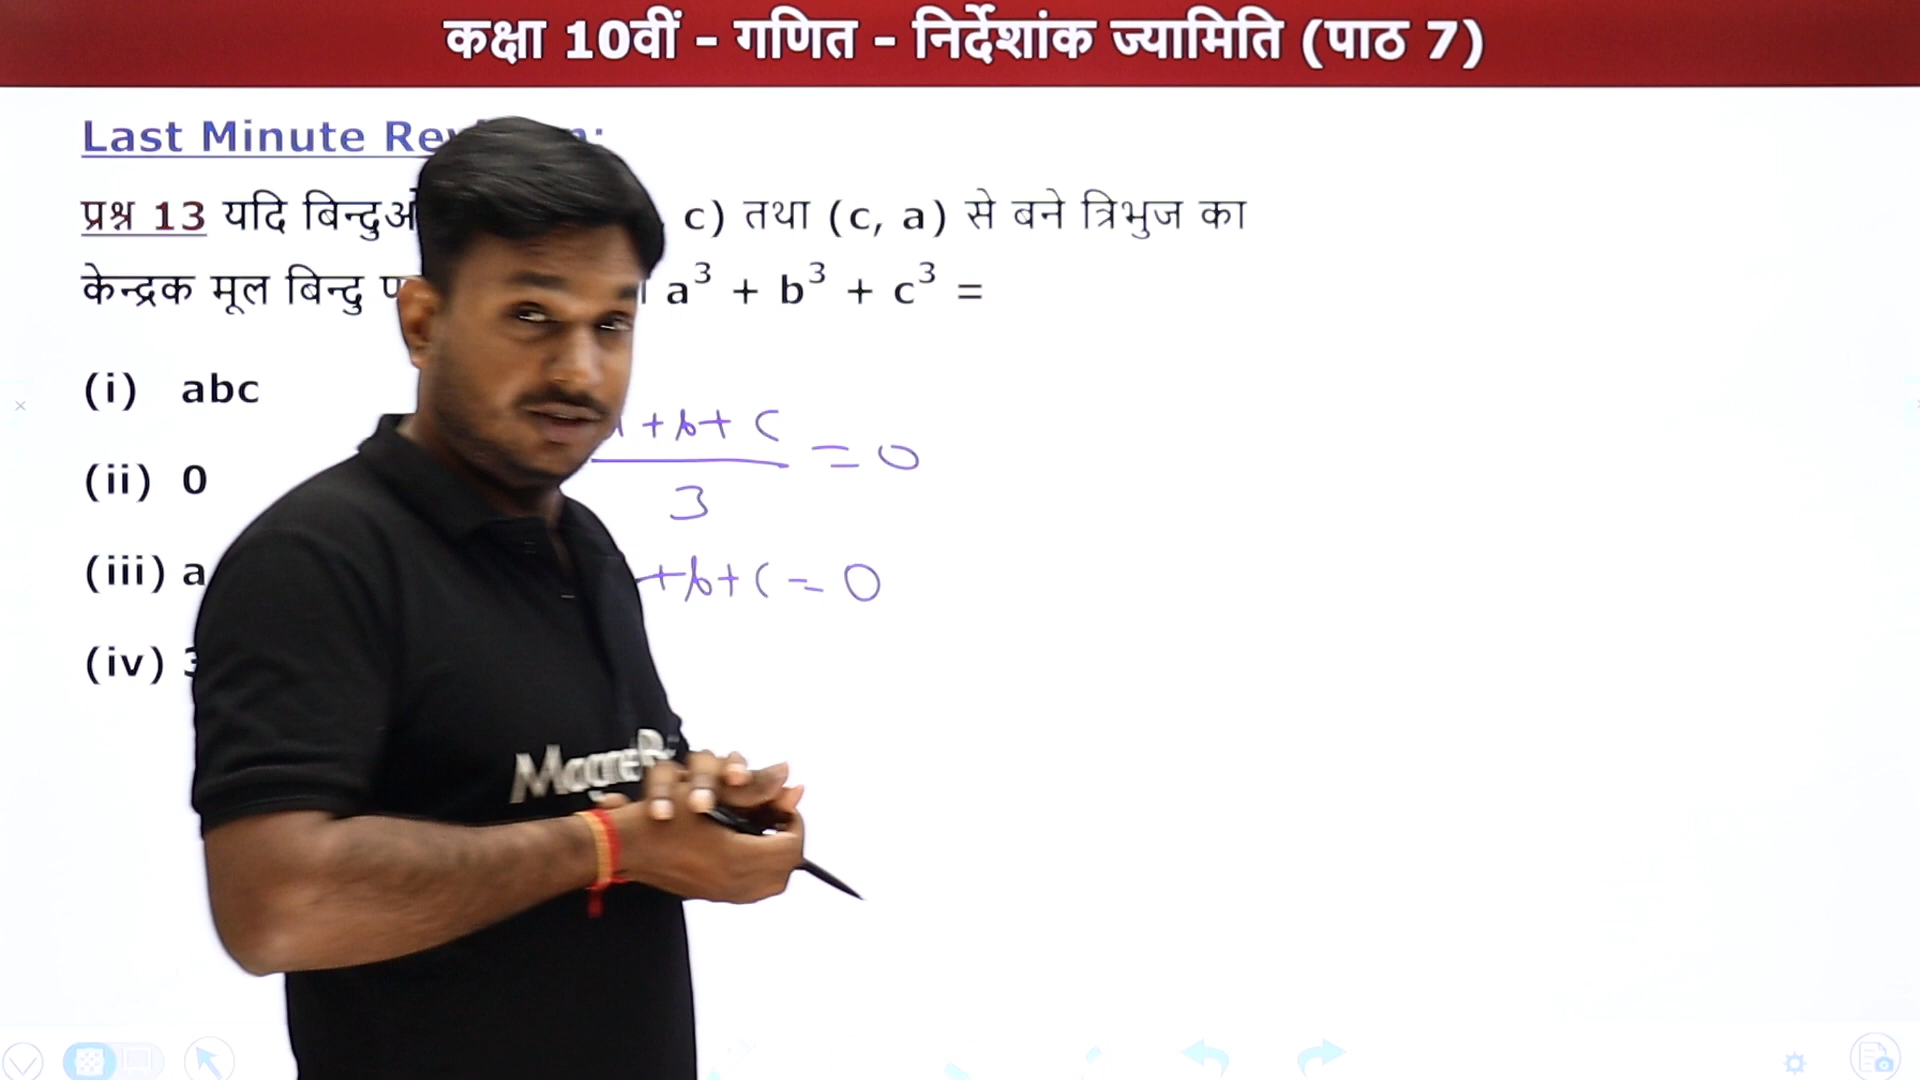 कक्षा 10वीं - गणित - निर्देशांक ज्यामिति (पाठ 7)
Last Minute
प्रश्न 13 यदि c) तथा (c, a) से बने त्रिभुज का
केन्द्रक मूल बिन्दु a³ + b³ + c³ =
(i) abc
(ii) 0
(iii) a
(iv) 3
+ b + c
= 0
3
+ b + c = 0